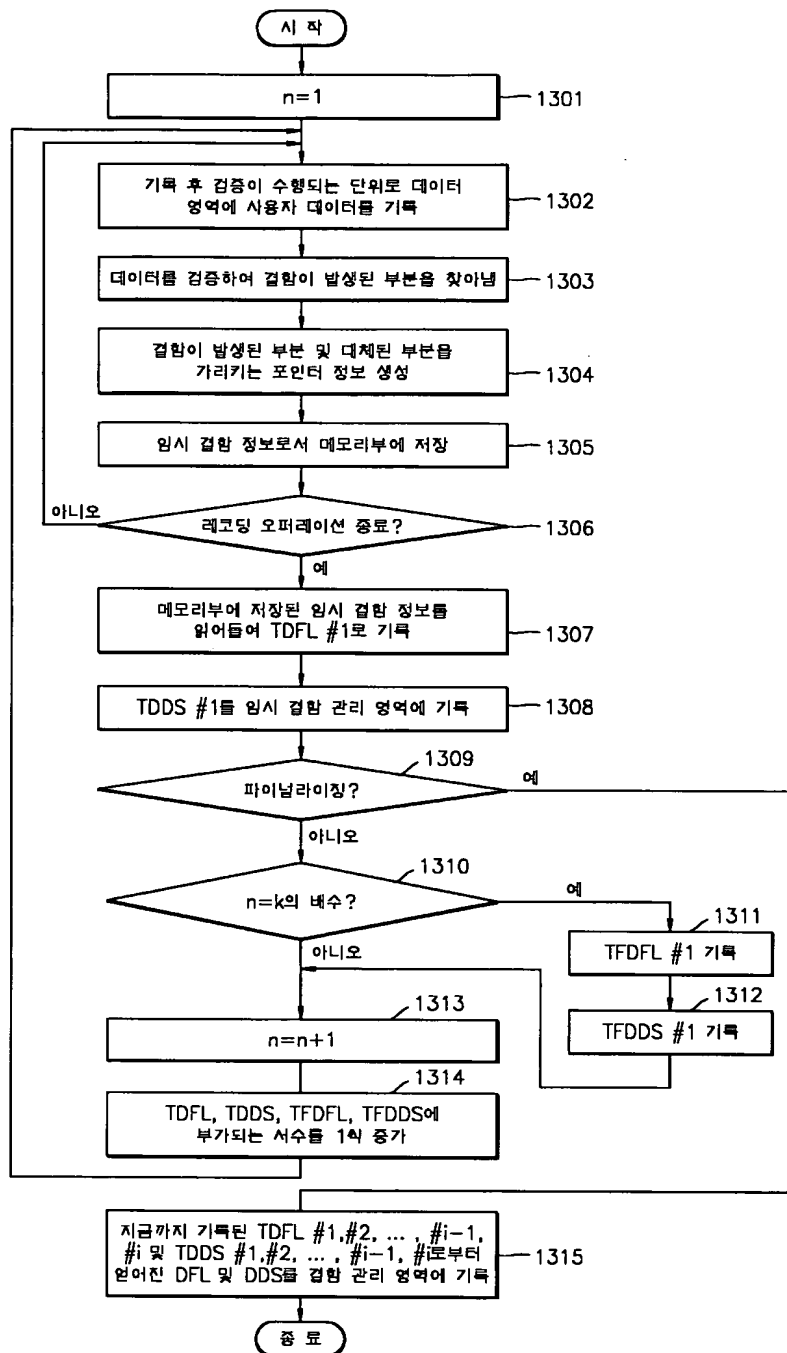 시 작
n=1
1301
기록 후 검증이 수행되는 단위로 데이터
영역에 사용자 데이터를 기록
1302
데이터를 검증하여 결함이 발생된 부분을 찾아냄
1303
결함이 발생된 부분 및 대체된 부분을
가리키는 포인터 정보 생성
1304
임시 결함 정보로서 메모리부에 저장
1305
아니오
레코딩 오퍼레이션 종료?
1306
예
메모리부에 저장된 임시 결함 정보를
읽어들여 TDFL #1로 기록
1307
TDDS #1를 임시 결함 관리 영역에 기록
1308
1309
파이널라이징?
예
아니오
1310
n=k의 배수?
예
아니오
1311
TFDFL #1 기록
1312
TFDDS #1 기록
1313
n=n+1
1314
TDFL, TDDS, TFDFL, TFDDS에
부가되는 서수를 1씩 증가
지금까지 기록된 TDFL #1,#2, ... , #i-1,
#i 및 TDDS #1,#2, ... , #i-1, #i로부터
얻어진 DFL 및 DDS를 결함 관리 영역에 기록
1315
종 료